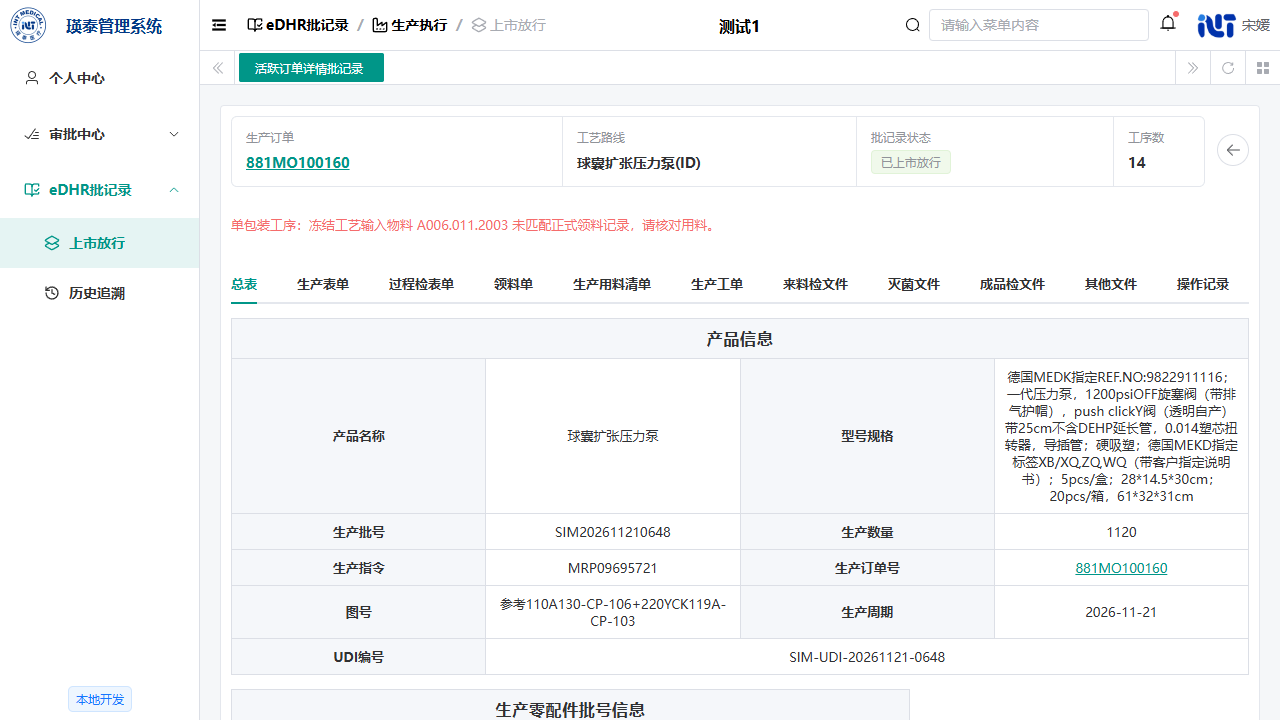 瑛泰管理系统
eDHR批记录 / 生产执行 / 上市放行
测试1
请输入菜单内容
宋媛
个人中心
审批中心
eDHR批记录
上市放行
历史追溯
本地开发
活跃订单详情批记录
生产订单
881MO100160
工艺路线
球囊扩张压力泵(ID)
批记录状态
已上市放行
工序数
14
单包装工序：冻结工艺输入物料 A006.011.2003 未匹配正式领料记录，请核对用料。
总表 生产表单 过程检表单 领料单 生产用料清单 生产工单 来料检文件 灭菌文件 成品检文件 其他文件 操作记录
产品信息
产品名称
球囊扩张压力泵
型号规格
德国MEDK指定REF.NO:9822911116；
一代压力泵，1200psiOFF旋塞阀（带排
气护帽），push clickY阀（透明自产）
带25cm不含DEHP延长管，0.014塑芯扭
转器，导插管；硬吸塑；德国MEKD指定
标签XB/XQ,ZQ,WQ（带客户指定说明
书）；5pcs/盒；28*14.5*30cm；
20pcs/箱，61*32*31cm
生产批号 SIM202611210648 生产数量 1120
生产指令 MRP09695721 生产订单号 881MO100160
图号
参考110A130-CP-106+220YCK119A-
CP-103
生产周期 2026-11-21
UDI编号 SIM-UDI-20261121-0648
生产零配件批号信息